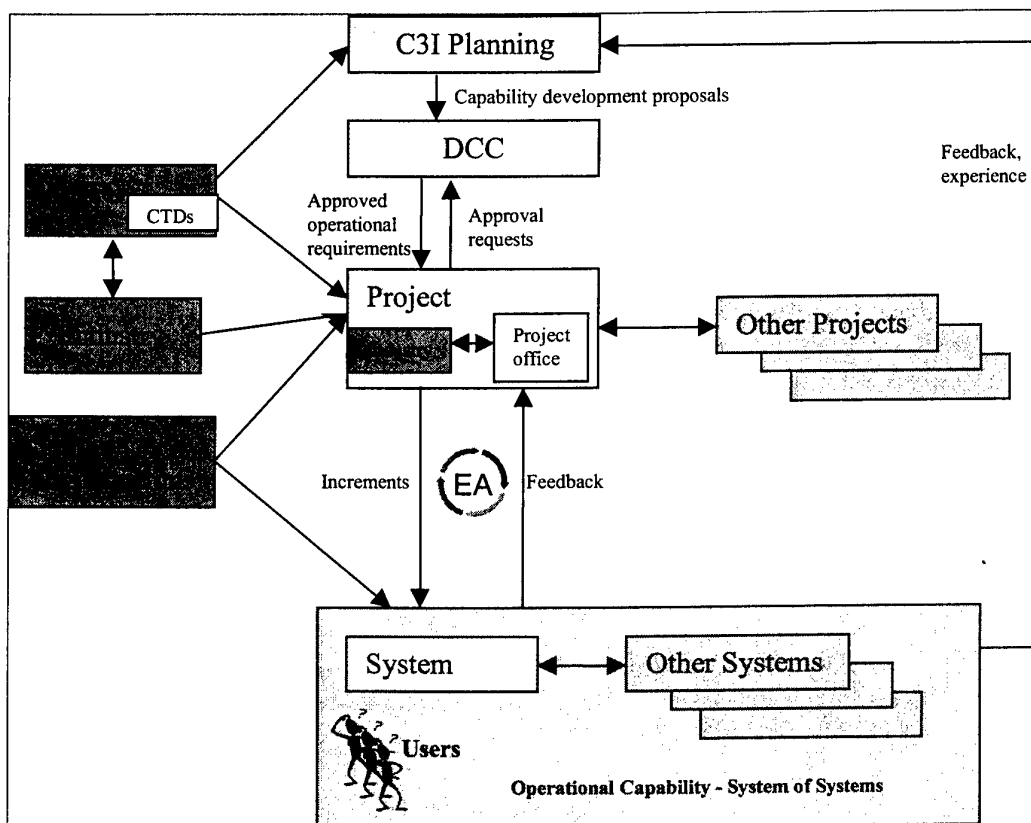 C3I Planning
Capability development proposals
DCC
Feedback,
experience
CTDs
Approved
operational
requirements
Approval
requests
Project
Project
office
Other Projects
Increments
EA
Feedback
System
Other Systems
? ? ?
Users
Operational Capability - System of Systems